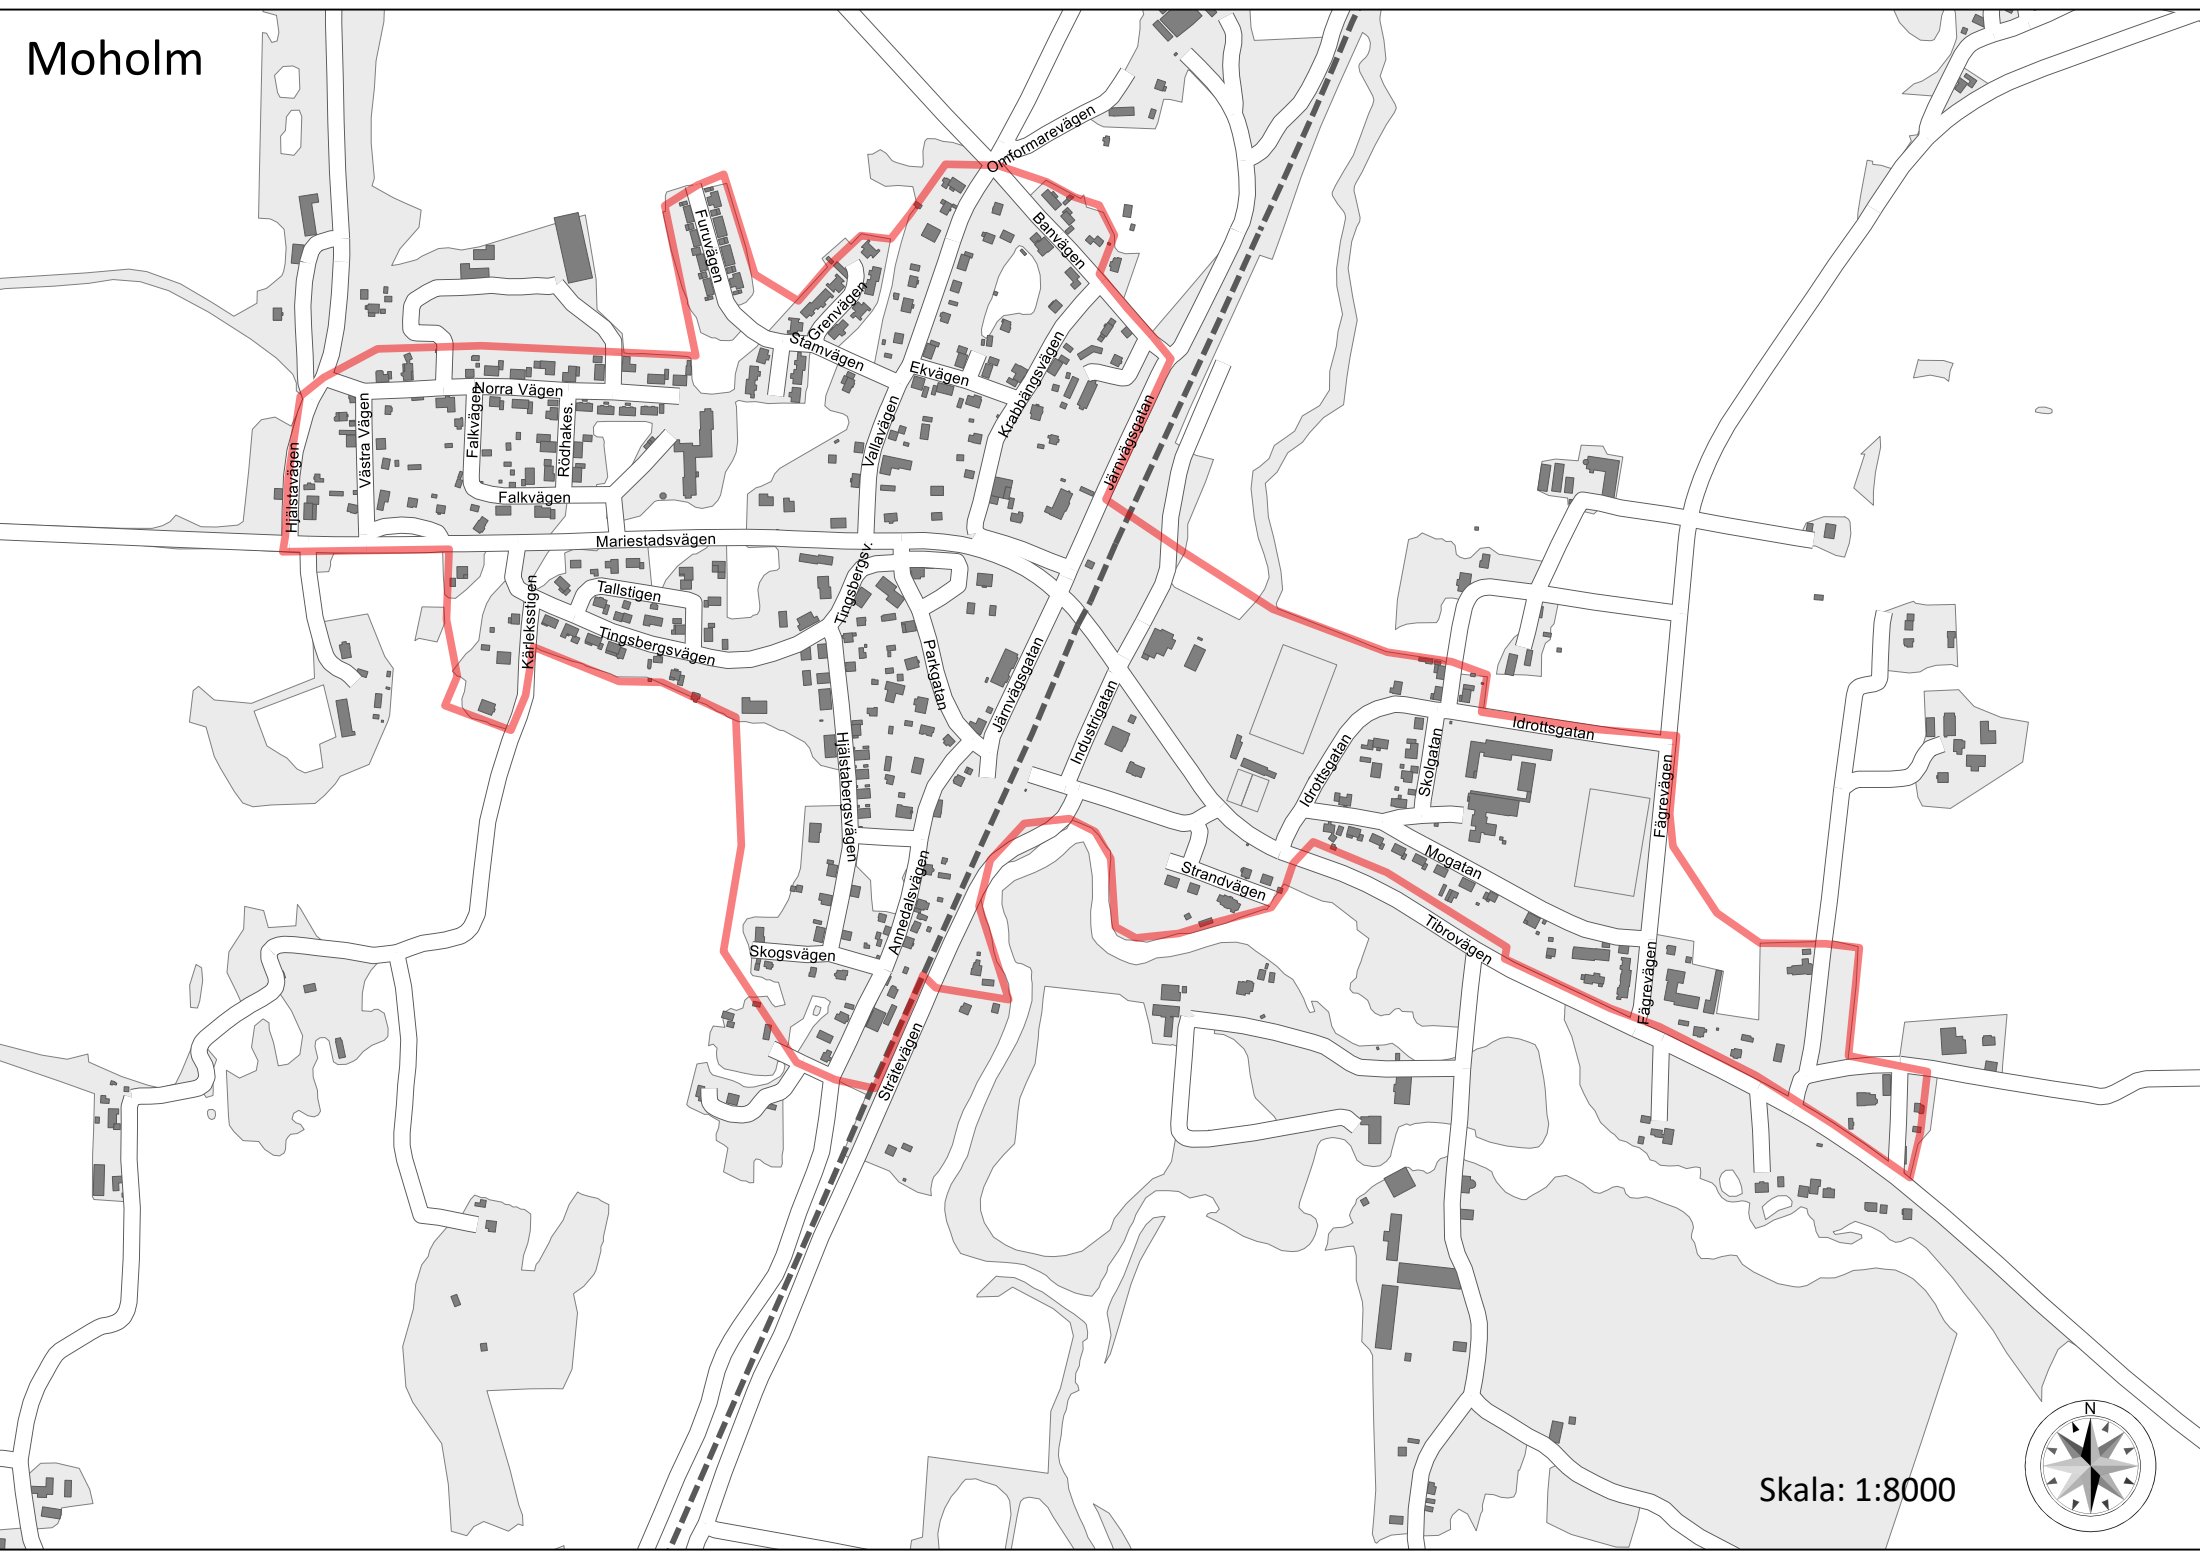 Moholm
Omformarevägen
Banvägen
Furuvägen
Grenvägen
Stamvägen
Ekvägen
Krabbängsvägen
Norra Vägen
Västra Vägen
Falkvägen
Rödhakes.
Falkvägen
Hjälstavägen
Vallavägen
Järnvägsgatan
Mariestadsvägen
Tingsbergsv.
Kärleksstigen
Tallstigen
Tingsbergsvägen
Parkgatan
Järnvägsgatan
Industrigatan
Hjälstabergsvägen
Idrottsgatan
Idrottsgatan
Skolgatan
Fägrevägen
Mogatan
Strandvägen
Annedalsvägen
Skogsvägen
Tibrovägen
Fägrevägen
Strätevägen
N
Skala: 1:8000